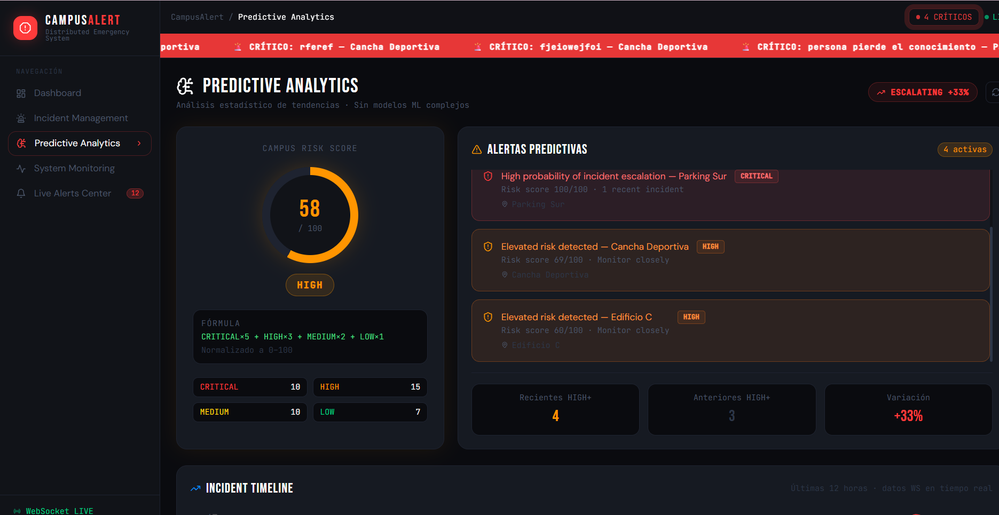 CAMPUSALERT
Distributed Emergency
System
NAVEGACIÓN
Dashboard
Incident Management
Predictive Analytics
System Monitoring
Live Alerts Center 12
WebSocket LIVE
CampusAlert / Predictive Analytics
4 CRÍTICOS
portiva CRÍTICO: rferef — Cancha Deportiva CRÍTICO: fjeiowejfoi — Cancha Deportiva CRÍTICO: persona pierde el conocimiento —
PREDICTIVE ANALYTICS
Análisis estadístico de tendencias · Sin modelos ML complejos
ESCALATING +33%
CAMPUS RISK SCORE
58
/ 100
HIGH
FÓRMULA
CRITICAL×5 + HIGH×3 + MEDIUM×2 + LOW×1
Normalizado a 0–100
CRITICAL 10
HIGH 15
MEDIUM 10
LOW 7
ALERTAS PREDICTIVAS
4 activas
High probability of incident escalation — Parking Sur CRITICAL
Risk score 100/100 · 1 recent incident
Parking Sur
Elevated risk detected — Cancha Deportiva HIGH
Risk score 69/100 · Monitor closely
Cancha Deportiva
Elevated risk detected — Edificio C HIGH
Risk score 60/100 · Monitor closely
Edificio C
Recientes HIGH+
4
Anteriores HIGH+
3
Variación
+33%
INCIDENT TIMELINE
Últimas 12 horas · datos WS en tiempo real